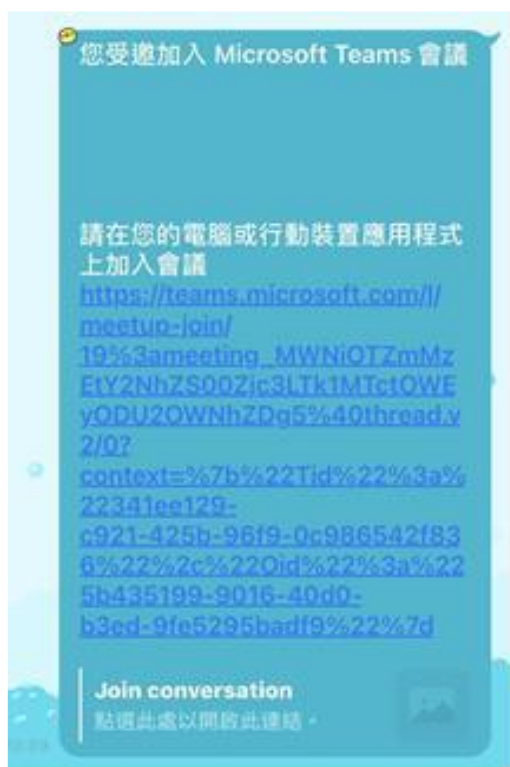 您受邀加入 Microsoft Teams 會議
請在您的電腦或行動裝置應用程式
上加入會議
https://teams.microsoft.com/l/
meetup-join/
19%3ameeting_MWNiOTZmMz
EtY2NhZS00Zjc3LTk1MTctOWE
yODU2OWNhZDg5%40thread.v
2/0?
context=%7b%22Tid%22%3a%
22341ee129-
c921-425b-96f9-0c986542f83
6%22%2c%22Oid%22%3a%22
5b435199-9016-40d0-
b3ed-9fe5295badf9%22%7d
Join conversation
點選此處以開啟此連結。